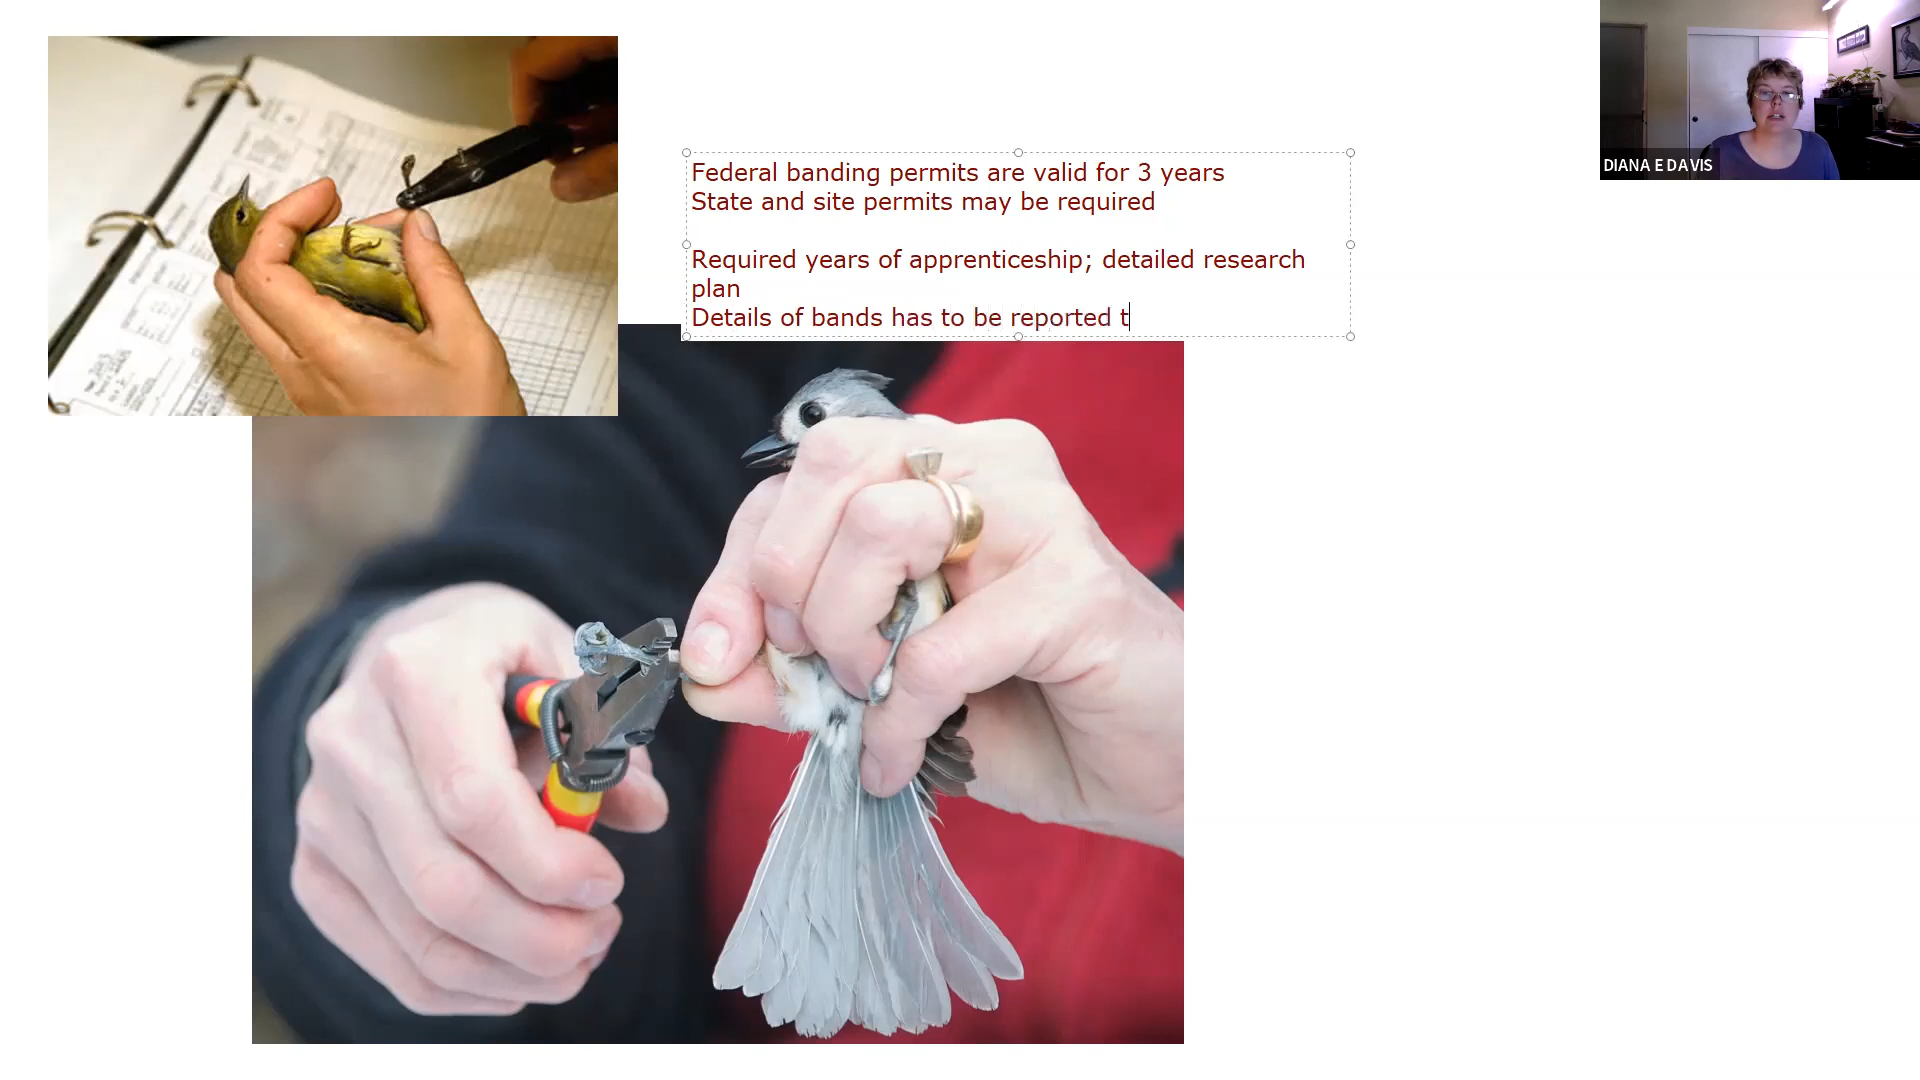 Federal banding permits are valid for 3 years
State and site permits may be required
Required years of apprenticeship; detailed research
plan
Details of bands has to be reported t
DIANA E DAVIS